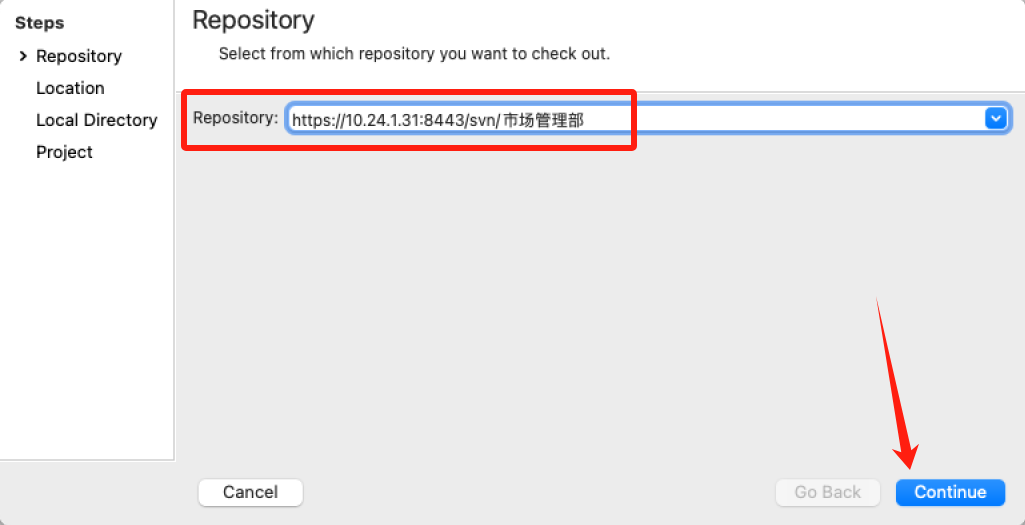 Steps
Repository
Location
Local Directory
Project
Repository
Select from which repository you want to check out.
Repository: https://10.24.1.31:8443/svn/市场管理部
Cancel
Go Back
Continue